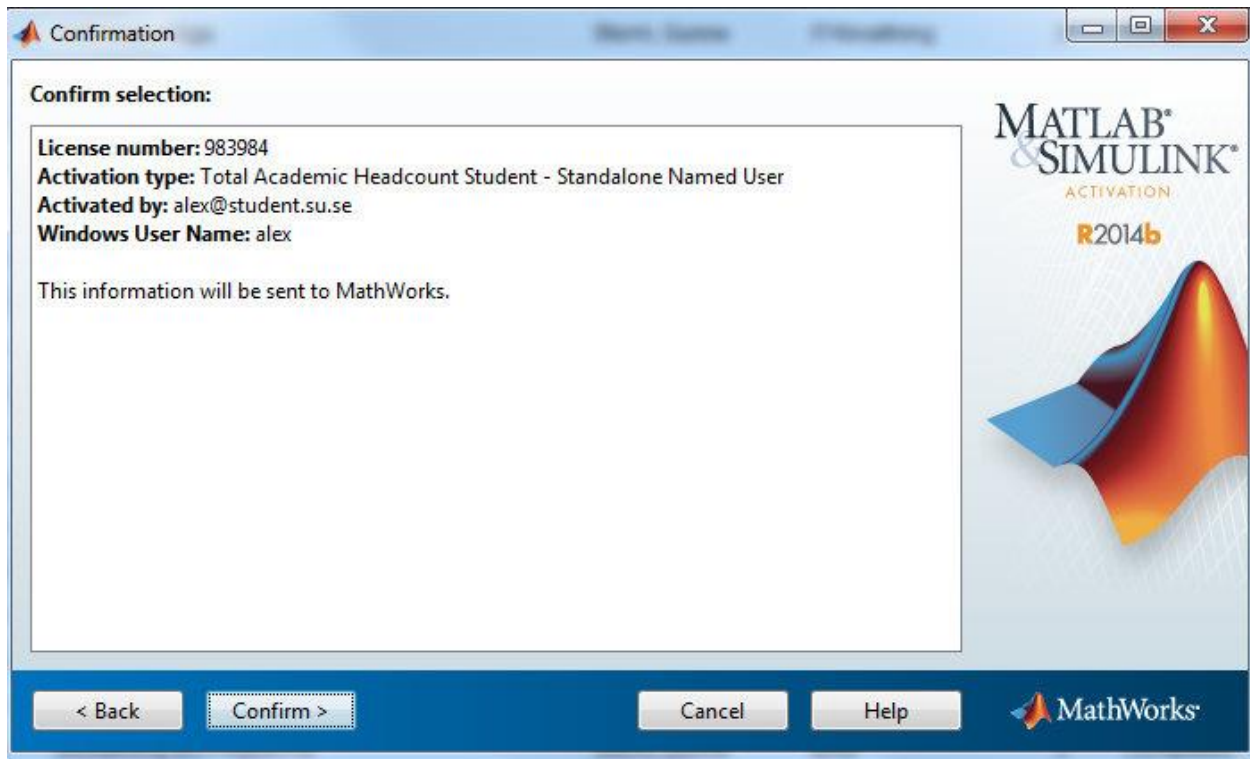 Confirmation
Confirm selection:
License number: 983984
Activation type: Total Academic Headcount Student - Standalone Named User
Activated by: alex@student.su.se
Windows User Name: alex
This information will be sent to MathWorks.
MATLAB®
&SIMULINK®
ACTIVATION
R2014b
< Back
Confirm >
Cancel
Help
MathWorks®